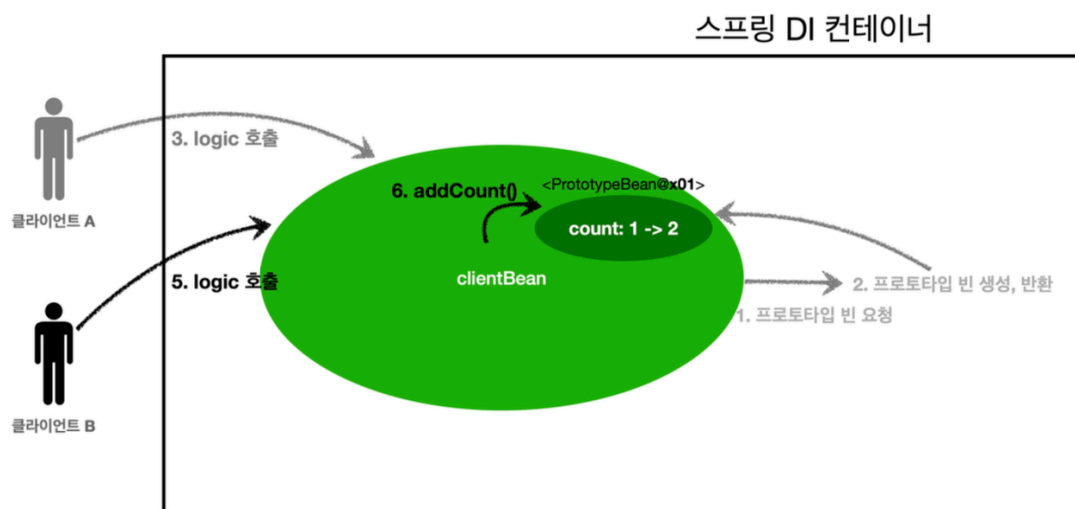 스프링 DI 컨테이너
3. logic 호출
클라이언트 A
6. addCount()
<PrototypeBean@x01>
count: 1 -> 2
5. logic 호출
clientBean
2. 프로토타입 빈 생성, 반환
1. 프로토타입 빈 요청
클라이언트 B